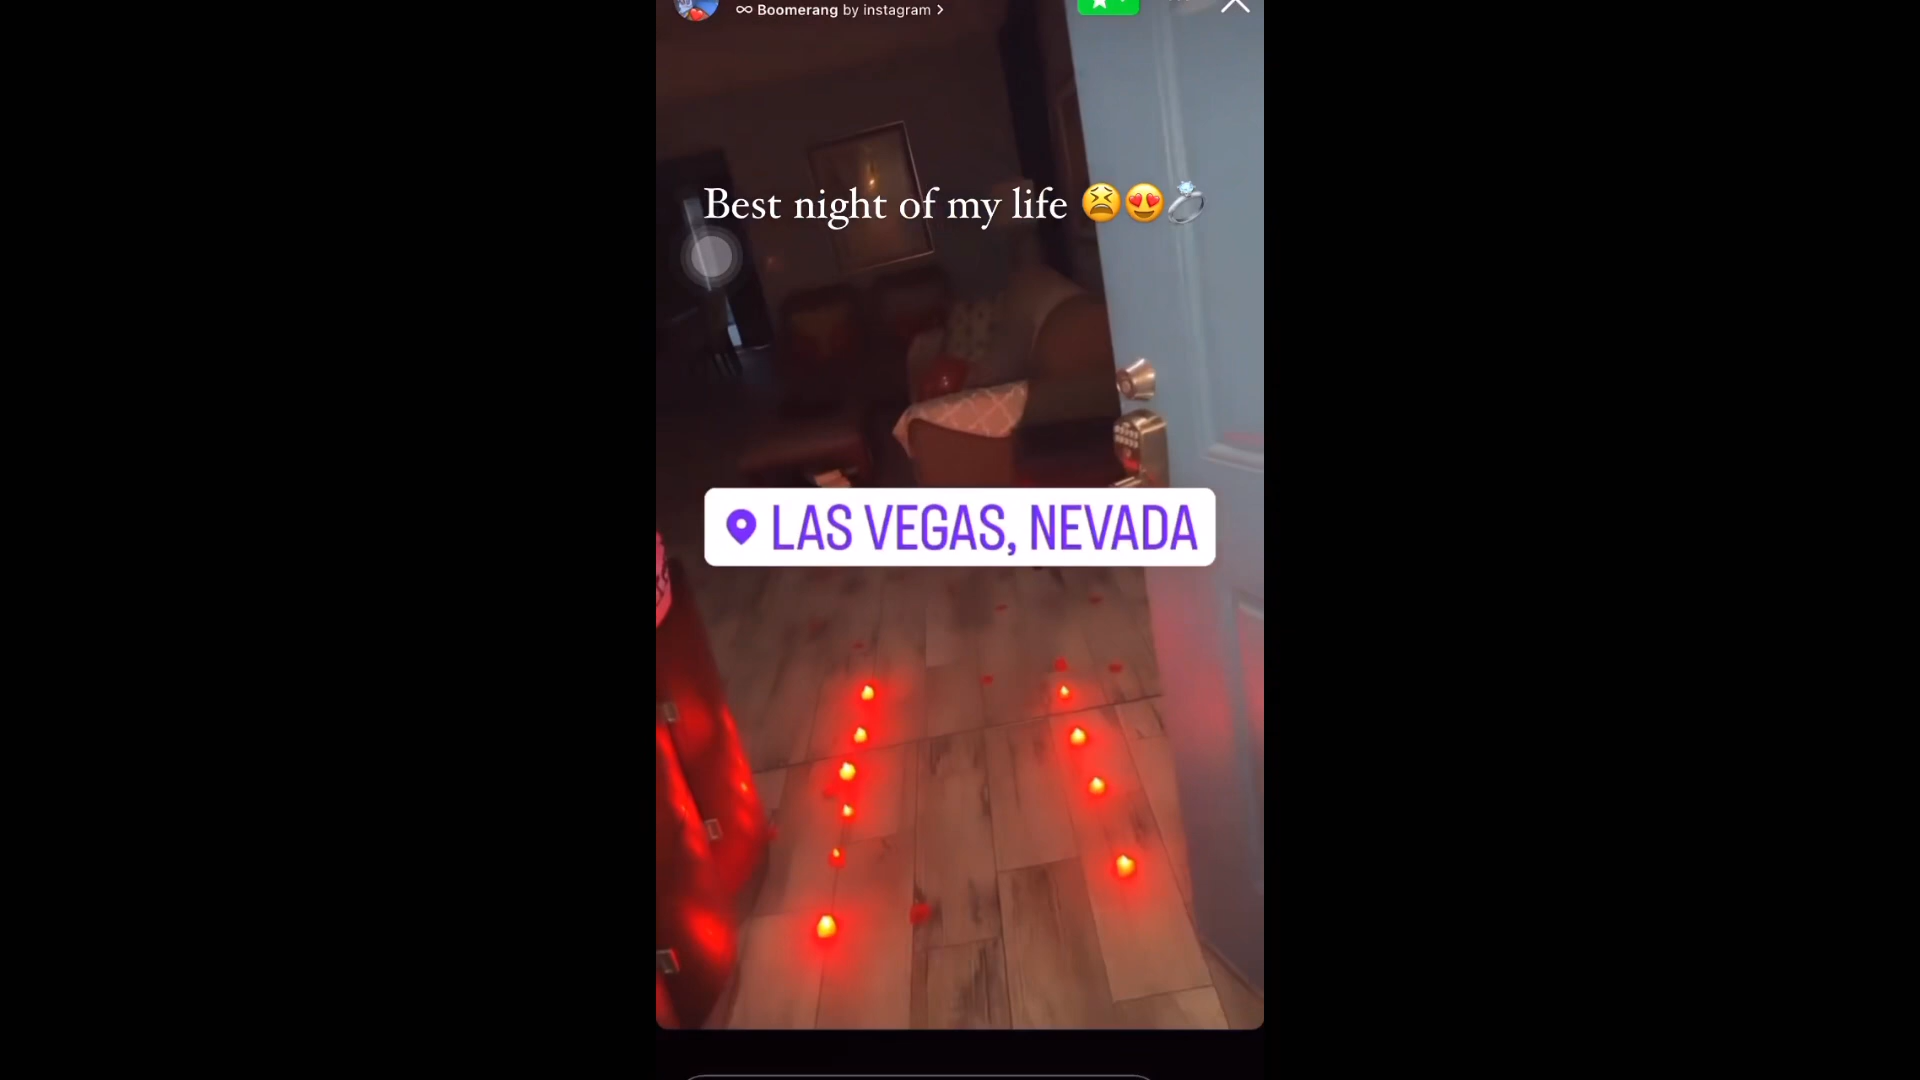 ∞ Boomerang by instagram >
Best night of my life 😫😍💍
LAS VEGAS, NEVADA